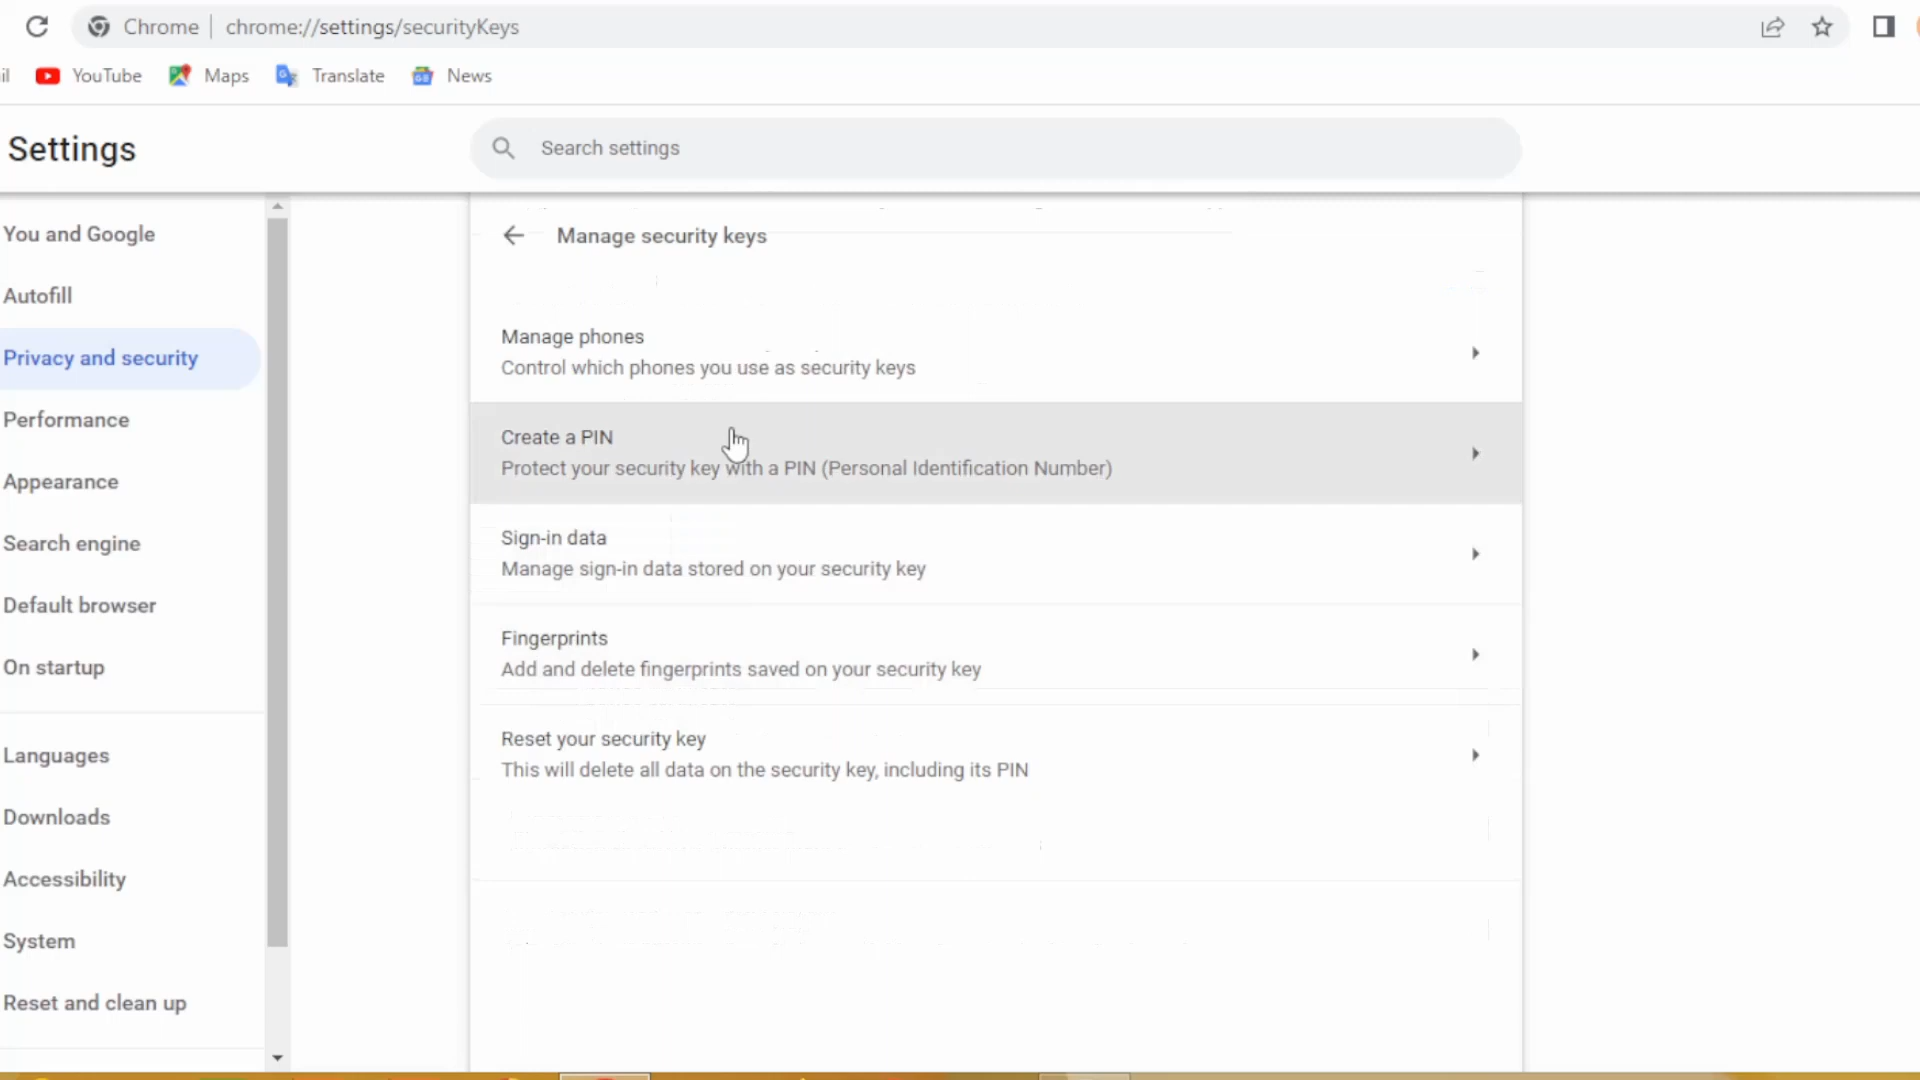 Chrome | chrome://settings/securityKeys
il YouTube Maps Translate News
Settings
Search settings
You and Google
Autofill
Privacy and security
Performance
Appearance
Search engine
Default browser
On startup
Languages
Downloads
Accessibility
System
Reset and clean up
Manage security keys
Manage phones
Control which phones you use as security keys
Create a PIN
Protect your security key with a PIN (Personal Identification Number)
Sign-in data
Manage sign-in data stored on your security key
Fingerprints
Add and delete fingerprints saved on your security key
Reset your security key
This will delete all data on the security key, including its PIN